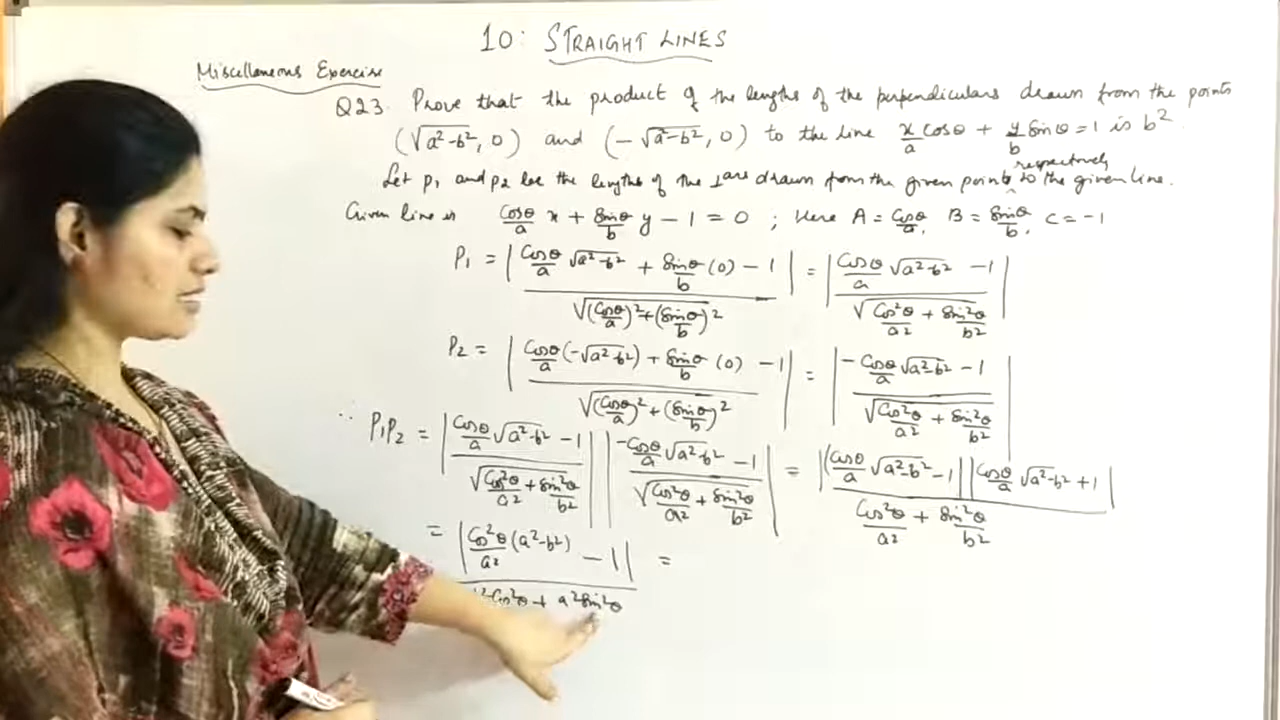 10: STRAIGHT LINES
Miscellaneous Exercise
Q23. Prove that the product of the lengths of the perpendiculars drawn from the points
(√(a²-b²), 0) and (-√(a²-b²), 0) to the line x/a cosθ + y/b sinθ = 1 is b².
Let p₁ and p₂ be the lengths of the ⊥ars drawn from the given points respectively to the given line.
Given line is cosθ/a x + sinθ/b y - 1 = 0 ; Here A = cosθ/a, B = sinθ/b, C = -1
P₁ = |cosθ/a √(a²-b²) + sinθ/b (0) - 1| / √((cosθ/a)² + (sinθ/b)²) = |cosθ/a √(a²-b²) - 1| / √(cos²θ/a² + sin²θ/b²)
P₂ = |cosθ/a (-√(a²-b²)) + sinθ/b (0) - 1| / √((cosθ/a)² + (sinθ/b)²) = |-cosθ/a √(a²-b²) - 1| / √(cos²θ/a² + sin²θ/b²)
∴ P₁P₂ = |cosθ/a √(a²-b²) - 1 / √(cos²θ/a² + sin²θ/b²)| |-cosθ/a √(a²-b²) - 1 / √(cos²θ/a² + sin²θ/b²)| = |(cosθ/a √(a²-b²) - 1| |cosθ/a √(a²-b²) + 1| / cos²θ/a² + sin²θ/b²
= |cos²θ/a² (a²-b²) - 1| / cos²θ + a² sin²θ =